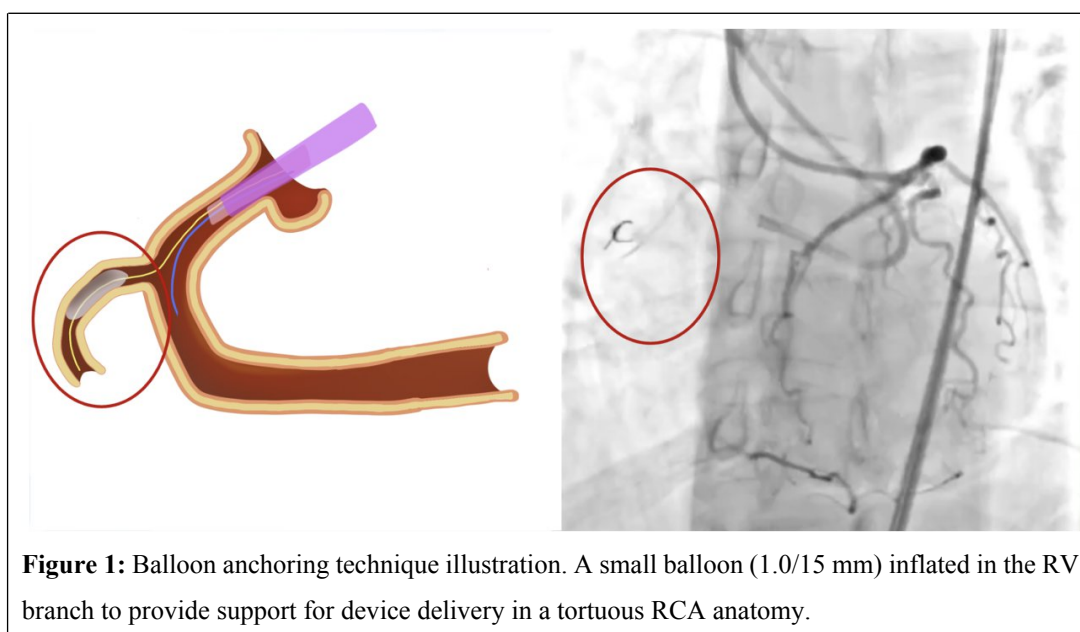 Figure 1: Balloon anchoring technique illustration. A small balloon (1.0/15 mm) inflated in the RV
branch to provide support for device delivery in a tortuous RCA anatomy.